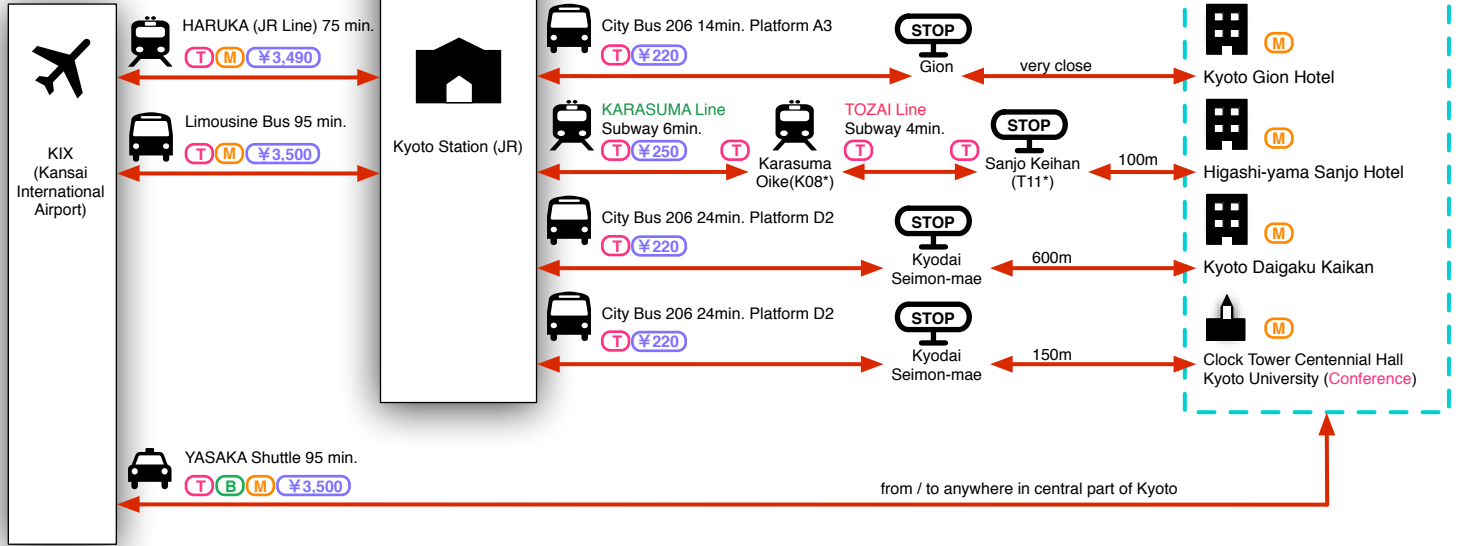 HARUKA (JR Line) 75 min.
T M ¥3,490
Limousine Bus 95 min.
T M ¥3,500
KIX
(Kansai
International
Airport)
Kyoto Station (JR)
City Bus 206 14min. Platform A3
T ¥220
STOP
Gion
very close
M
Kyoto Gion Hotel
KARASUMA Line
Subway 6min.
T ¥250
T
Karasuma
Oike(K08*)
TOZAI Line
Subway 4min.
T
T
STOP
Sanjo Keihan
(T11*)
100m
M
Higashi-yama Sanjo Hotel
City Bus 206 24min. Platform D2
T ¥220
STOP
Kyodai
Seimon-mae
600m
M
Kyoto Daigaku Kaikan
City Bus 206 24min. Platform D2
T ¥220
STOP
Kyodai
Seimon-mae
150m
M
Clock Tower Centennial Hall
Kyoto University (Conference)
YASAKA Shuttle 95 min.
T B M ¥3,500
from / to anywhere in central part of Kyoto